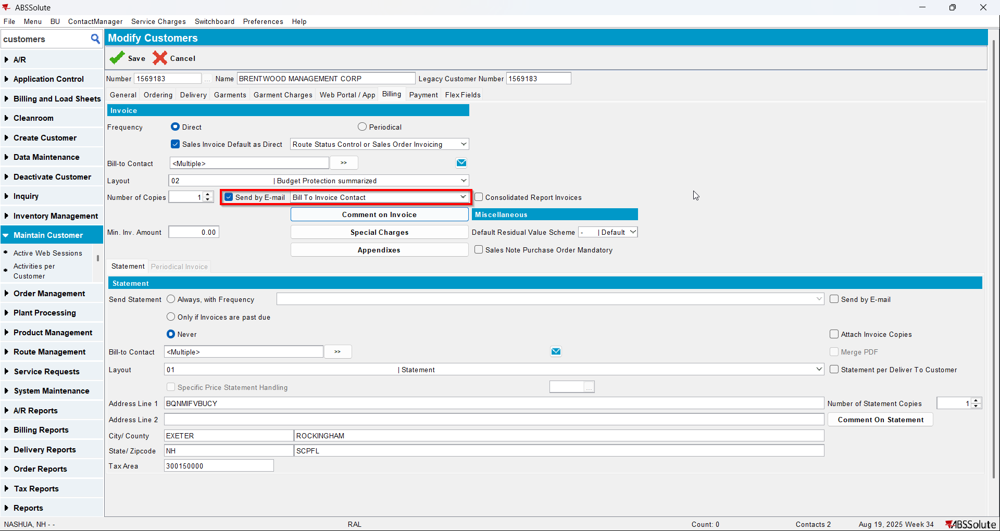 ABSSolute
File Menu BU ContactManager Service Charges Switchboard Preferences Help
customers
Modify Customers
Save Cancel
A/R
Application Control
Billing and Load Sheets
Cleanroom
Create Customer
Data Maintenance
Deactivate Customer
Inquiry
Inventory Management
Maintain Customer
Active Web Sessions
Activities per
Customer
Order Management
Plant Processing
Product Management
Route Management
Service Requests
System Maintenance
A/R Reports
Billing Reports
Delivery Reports
Order Reports
Tax Reports
Reports
Number 1569183 ... Name BRENTWOOD MANAGEMENT CORP Legacy Customer Number 1569183
General Ordering Delivery Garments Garment Charges Web Portal / App Billing Payment Flex Fields
Invoice
Frequency Direct Periodical
Sales Invoice Default as Direct Route Status Control or Sales Order Invoicing
Bill-to Contact <Multiple> >>
Layout 02 | Budget Protection summarized
Number of Copies 1 Send by E-mail Bill To Invoice Contact Consolidated Report Invoices
Comment on Invoice Miscellaneous
Min. Inv. Amount 0.00 Special Charges Default Residual Value Scheme - | Default
Appendixes Sales Note Purchase Order Mandatory
Statement Periodical Invoice
Statement
Send Statement Always, with Frequency Send by E-mail
Only if Invoices are past due
Never Attach Invoice Copies
Bill-to Contact <Multiple> >> Merge PDF
Layout 01 | Statement Statement per Deliver To Customer
Specific Price Statement Handling ...
Address Line 1 BQNMIFVBUCY Number of Statement Copies 1
Address Line 2 Comment On Statement
City/ County EXETER ROCKINGHAM
State/ Zipcode NH SCPFL
Tax Area 300150000
NASHUA, NH - - RAL Count: 0 Contacts 2 Aug 19, 2025 Week 34 ABSSolute